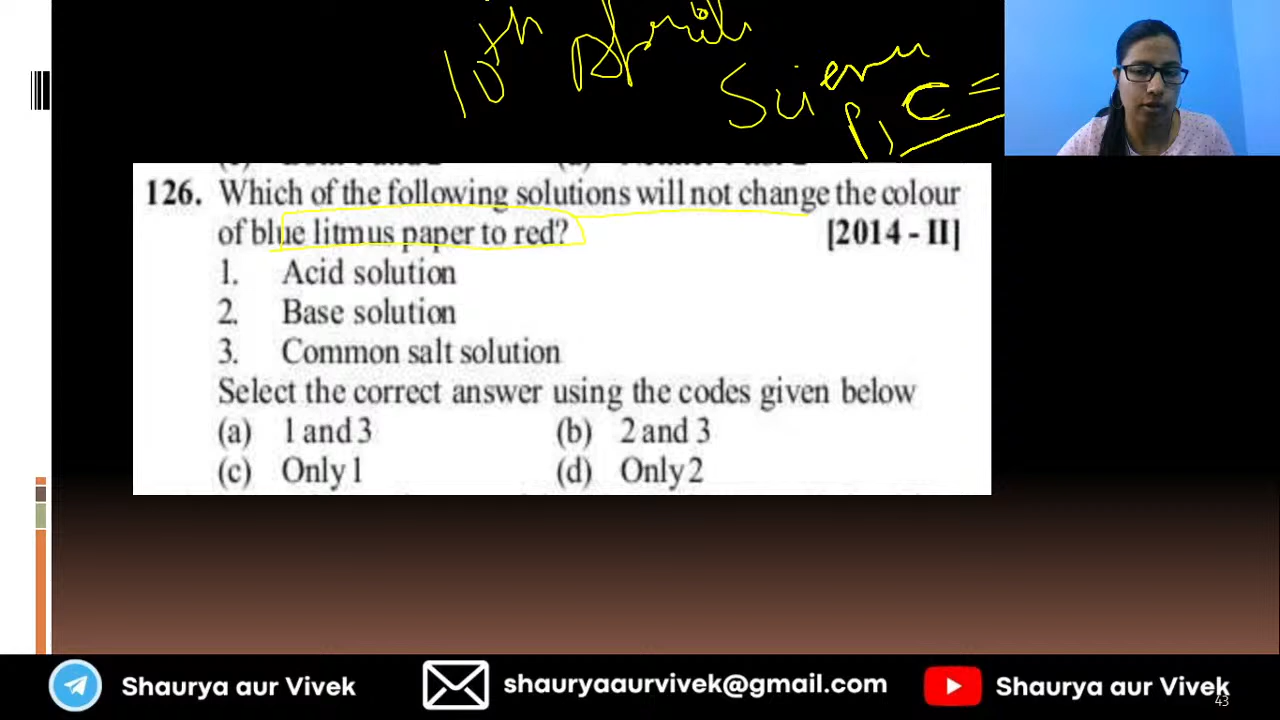 10th April
Science
P, C =
126. Which of the following solutions will not change the colour
of blue litmus paper to red? [2014 - II]
1. Acid solution
2. Base solution
3. Common salt solution
Select the correct answer using the codes given below
(a) 1 and 3 (b) 2 and 3
(c) Only 1 (d) Only 2
Shaurya aur Vivek shauryaaurvivek@gmail.com Shaurya aur Vivek
43